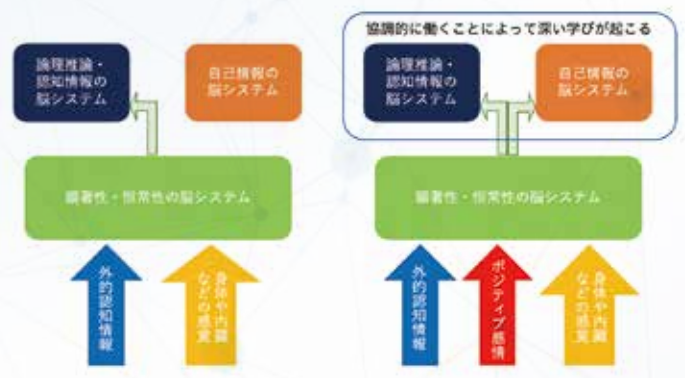 論理推論・
認知情報の
脳システム
自己情報の
脳システム
顕著性・恒常性の脳システム
外的認知情報
身体や内臓
などの感覚
協調的に働くことによって深い学びが起こる
論理推論・
認知情報の
脳システム
自己情報の
脳システム
顕著性・恒常性の脳システム
外的認知情報
ポジティブ感情
身体や内臓
などの感覚